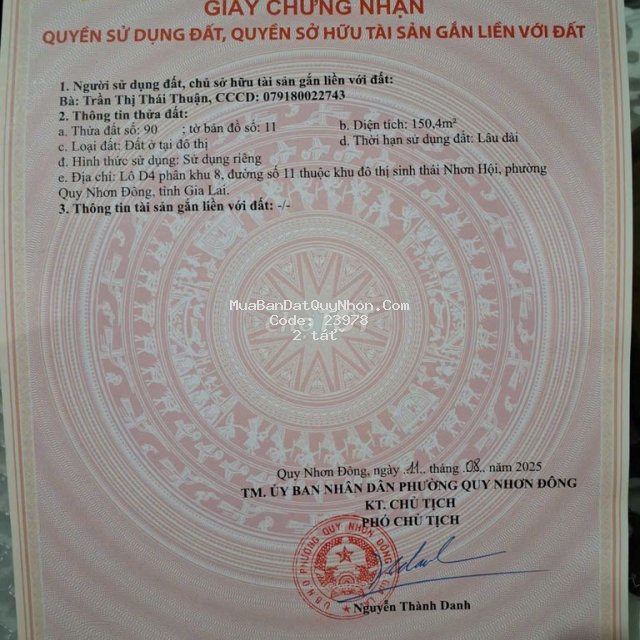 GIẤY CHỨNG NHẬN
QUYỀN SỬ DỤNG ĐẤT, QUYỀN SỞ HỮU TÀI SẢN GẮN LIỀN VỚI ĐẤT
1. Người sử dụng đất, chủ sở hữu tài sản gắn liền với đất:
Bà: Trần Thị Thái Thuận, CCCD: 079180022743
2. Thông tin thửa đất:
a. Thửa đất số: 90 ; tờ bản đồ số: 11 b. Diện tích: 150,4m²
c. Loại đất: Đất ở tại đô thị d. Thời hạn sử dụng đất: Lâu dài
đ. Hình thức sử dụng: Sử dụng riêng
e. Địa chỉ: Lô D4 phân khu 8, đường số 11 thuộc khu đô thị sinh thái Nhơn Hội, phường
Quy Nhơn Đông, tỉnh Gia Lai.
3. Thông tin tài sản gắn liền với đất: -/-
MuaBanDatQuyNhon.Com
Code: 23978
2 tát
Quy Nhơn Đông, ngày .11. tháng .08.. năm 2025
TM. ỦY BAN NHÂN DÂN PHƯỜNG QUY NHƠN ĐÔNG
KT. CHỦ TỊCH
PHÓ CHỦ TỊCH
U.B.N.D PHƯỜNG QUY NHƠN ĐÔNG
Nguyễn Thành Danh